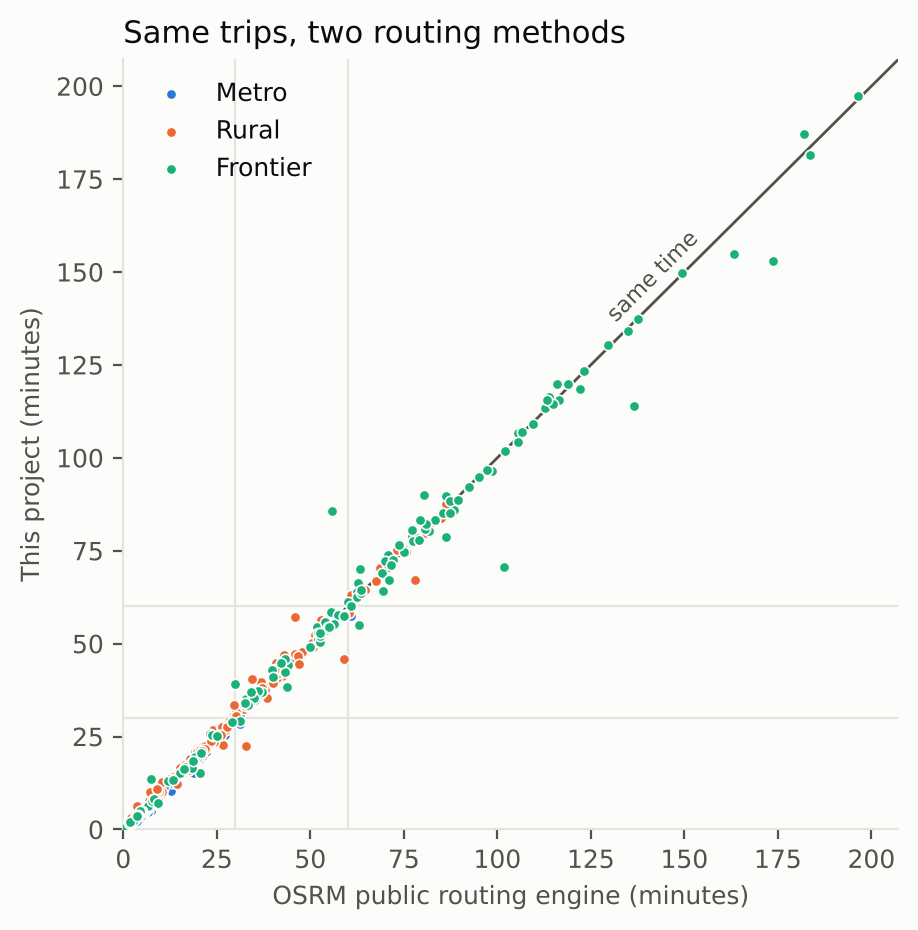 Same trips, two routing methods
Metro
Rural
Frontier
same time
200
175
150
125
100
75
50
25
0
0 25 50 75 100 125 150 175 200
This project (minutes)
OSRM public routing engine (minutes)